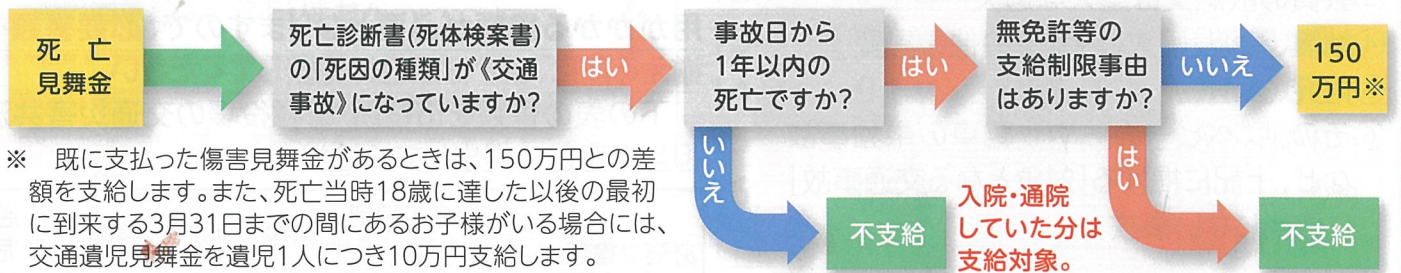 死亡
見舞金
死亡診断書(死体検案書)
の「死因の種類」が《交通
事故》になっていますか?
はい
事故日から
1年以内の
死亡ですか?
はい
無免許等の
支給制限事由
はありますか?
いいえ
150
万円※
いいえ
不支給
入院・通院
していた分は
支給対象。
はい
不支給
※ 既に支払った傷害見舞金があるときは、150万円との差
額を支給します。また、死亡当時18歳に達した以後の最初
に到来する3月31日までの間にあるお子様がいる場合には、
交通遺児見舞金を遺児1人につき10万円支給します。